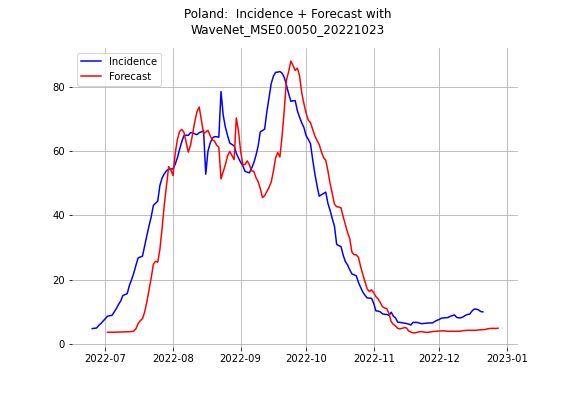 Poland:  Incidence + Forecast with
WaveNet_MSE0.0050_20221023
Incidence
Forecast
80
60
40
20
0
2022-07 2022-08 2022-09 2022-10 2022-11 2022-12 2023-01